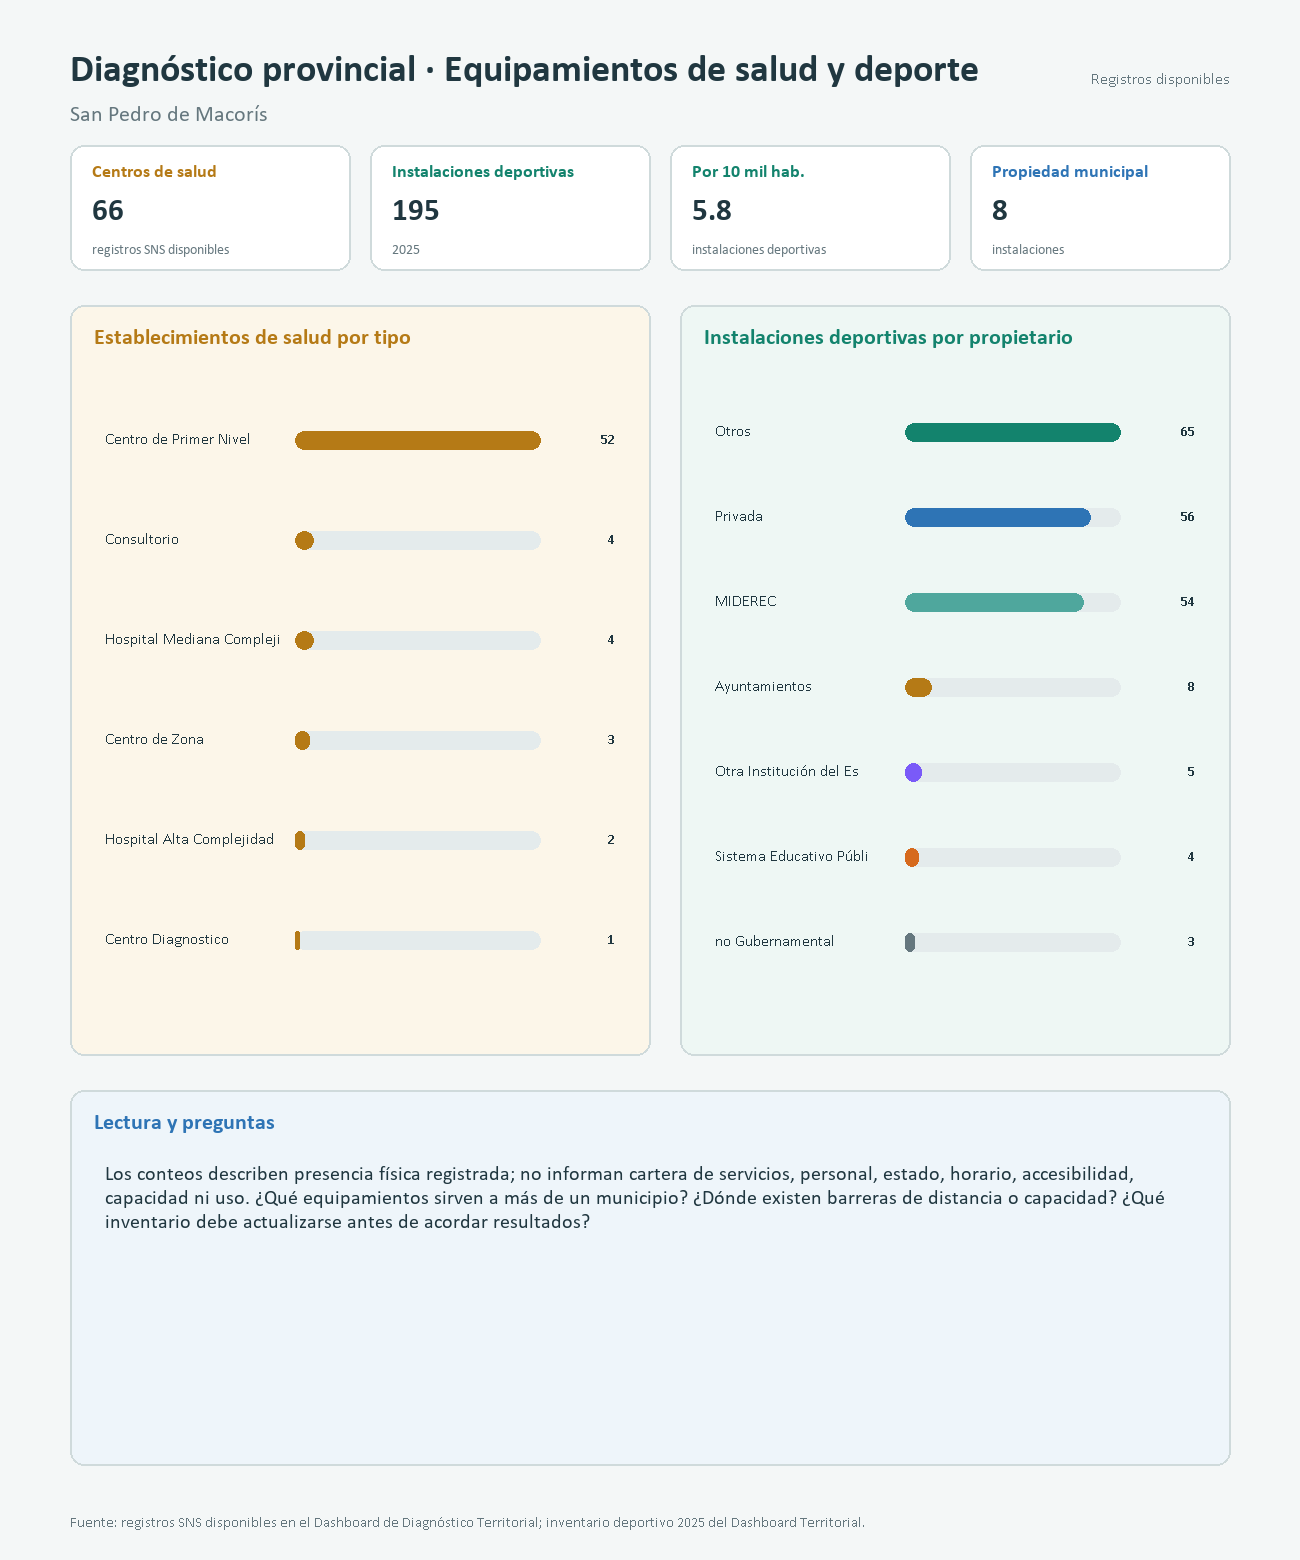 Diagnóstico provincial · Equipamientos de salud y deporte
Registros disponibles
San Pedro de Macorís
Centros de salud
66
registros SNS disponibles
Instalaciones deportivas
195
2025
Por 10 mil hab.
5.8
instalaciones deportivas
Propiedad municipal
8
instalaciones
Establecimientos de salud por tipo
Centro de Primer Nivel 52
Consultorio 4
Hospital Mediana Compleji 4
Centro de Zona 3
Hospital Alta Complejidad 2
Centro Diagnostico 1
Instalaciones deportivas por propietario
Otros 65
Privada 56
MIDEREC 54
Ayuntamientos 8
Otra Institución del Es 5
Sistema Educativo Públi 4
no Gubernamental 3
Lectura y preguntas
Los conteos describen presencia física registrada; no informan cartera de servicios, personal, estado, horario, accesibilidad,
capacidad ni uso. ¿Qué equipamientos sirven a más de un municipio? ¿Dónde existen barreras de distancia o capacidad? ¿Qué
inventario debe actualizarse antes de acordar resultados?
Fuente: registros SNS disponibles en el Dashboard de Diagnóstico Territorial; inventario deportivo 2025 del Dashboard Territorial.